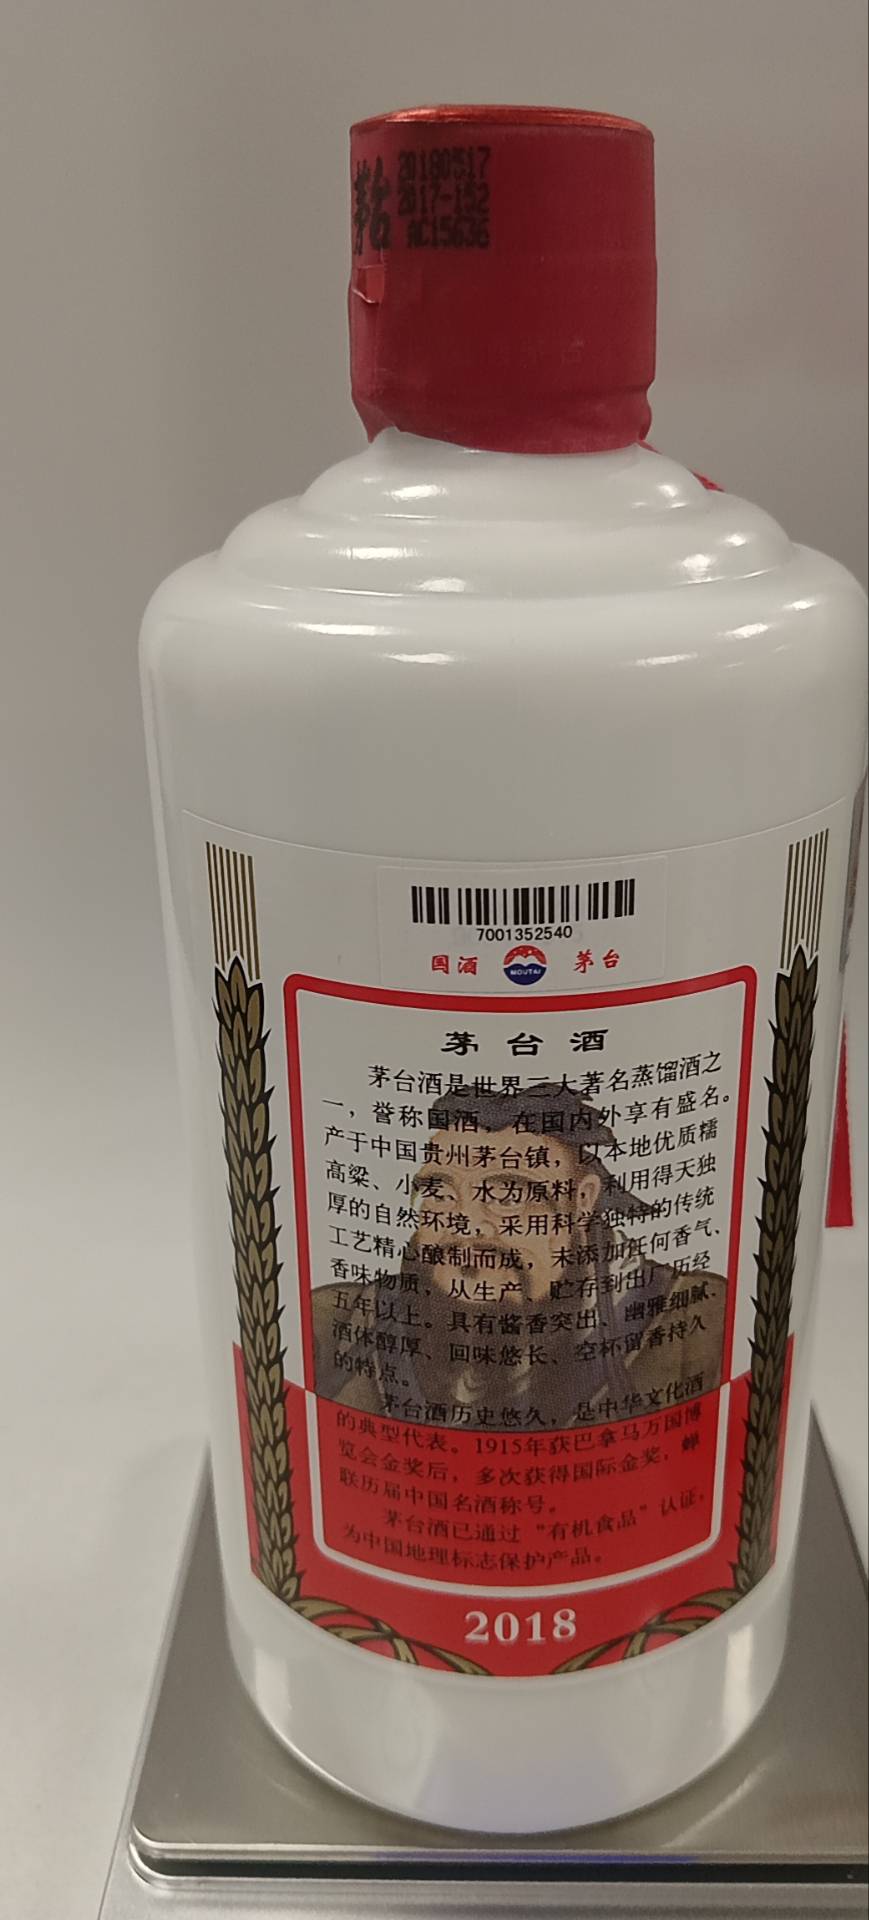 茅台
20180517
2017-152
AC15636
7001352540
国酒 MOUTAI 茅台
茅台酒
茅台酒是世界三大著名蒸馏酒之
一，誉称国酒，在国内外享有盛名。
产于中国贵州茅台镇，以本地优质糯
高粱、小麦、水为原料，利用得天独
厚的自然环境，采用科学独特的传统
工艺精心酿制而成，未添加任何香气、
香味物质，从生产、贮存到出厂历经
五年以上。具有酱香突出、幽雅细腻、
酒体醇厚、回味悠长、空杯留香持久
的特点。
茅台酒历史悠久，是中华文化酒
的典型代表。1915年获巴拿马万国博
览会金奖后，多次获得国际金奖，蝉
联历届中国名酒称号。
茅台酒已通过“有机食品”认证，
为中国地理标志保护产品。
2018